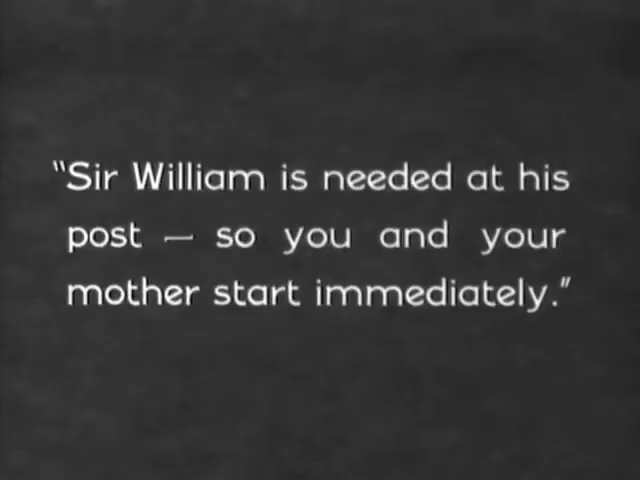 "Sir William is needed at his
post — so you and your
mother start immediately."